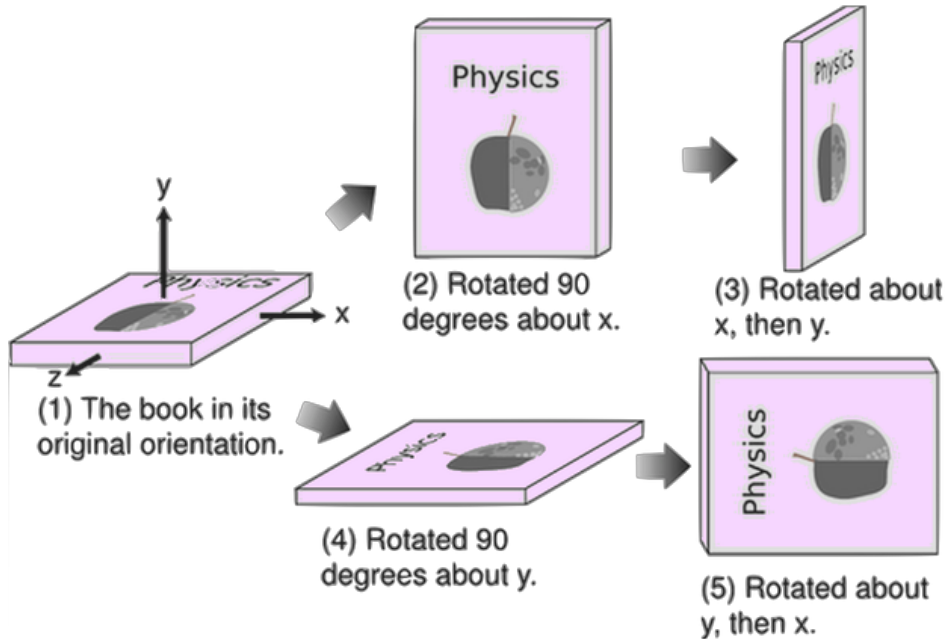 Physics
y
Physics
x
z
(1) The book in its
original orientation.
Physics
(2) Rotated 90
degrees about x.
Physics
(3) Rotated about
x, then y.
Physics
(4) Rotated 90
degrees about y.
Physics
(5) Rotated about
y, then x.